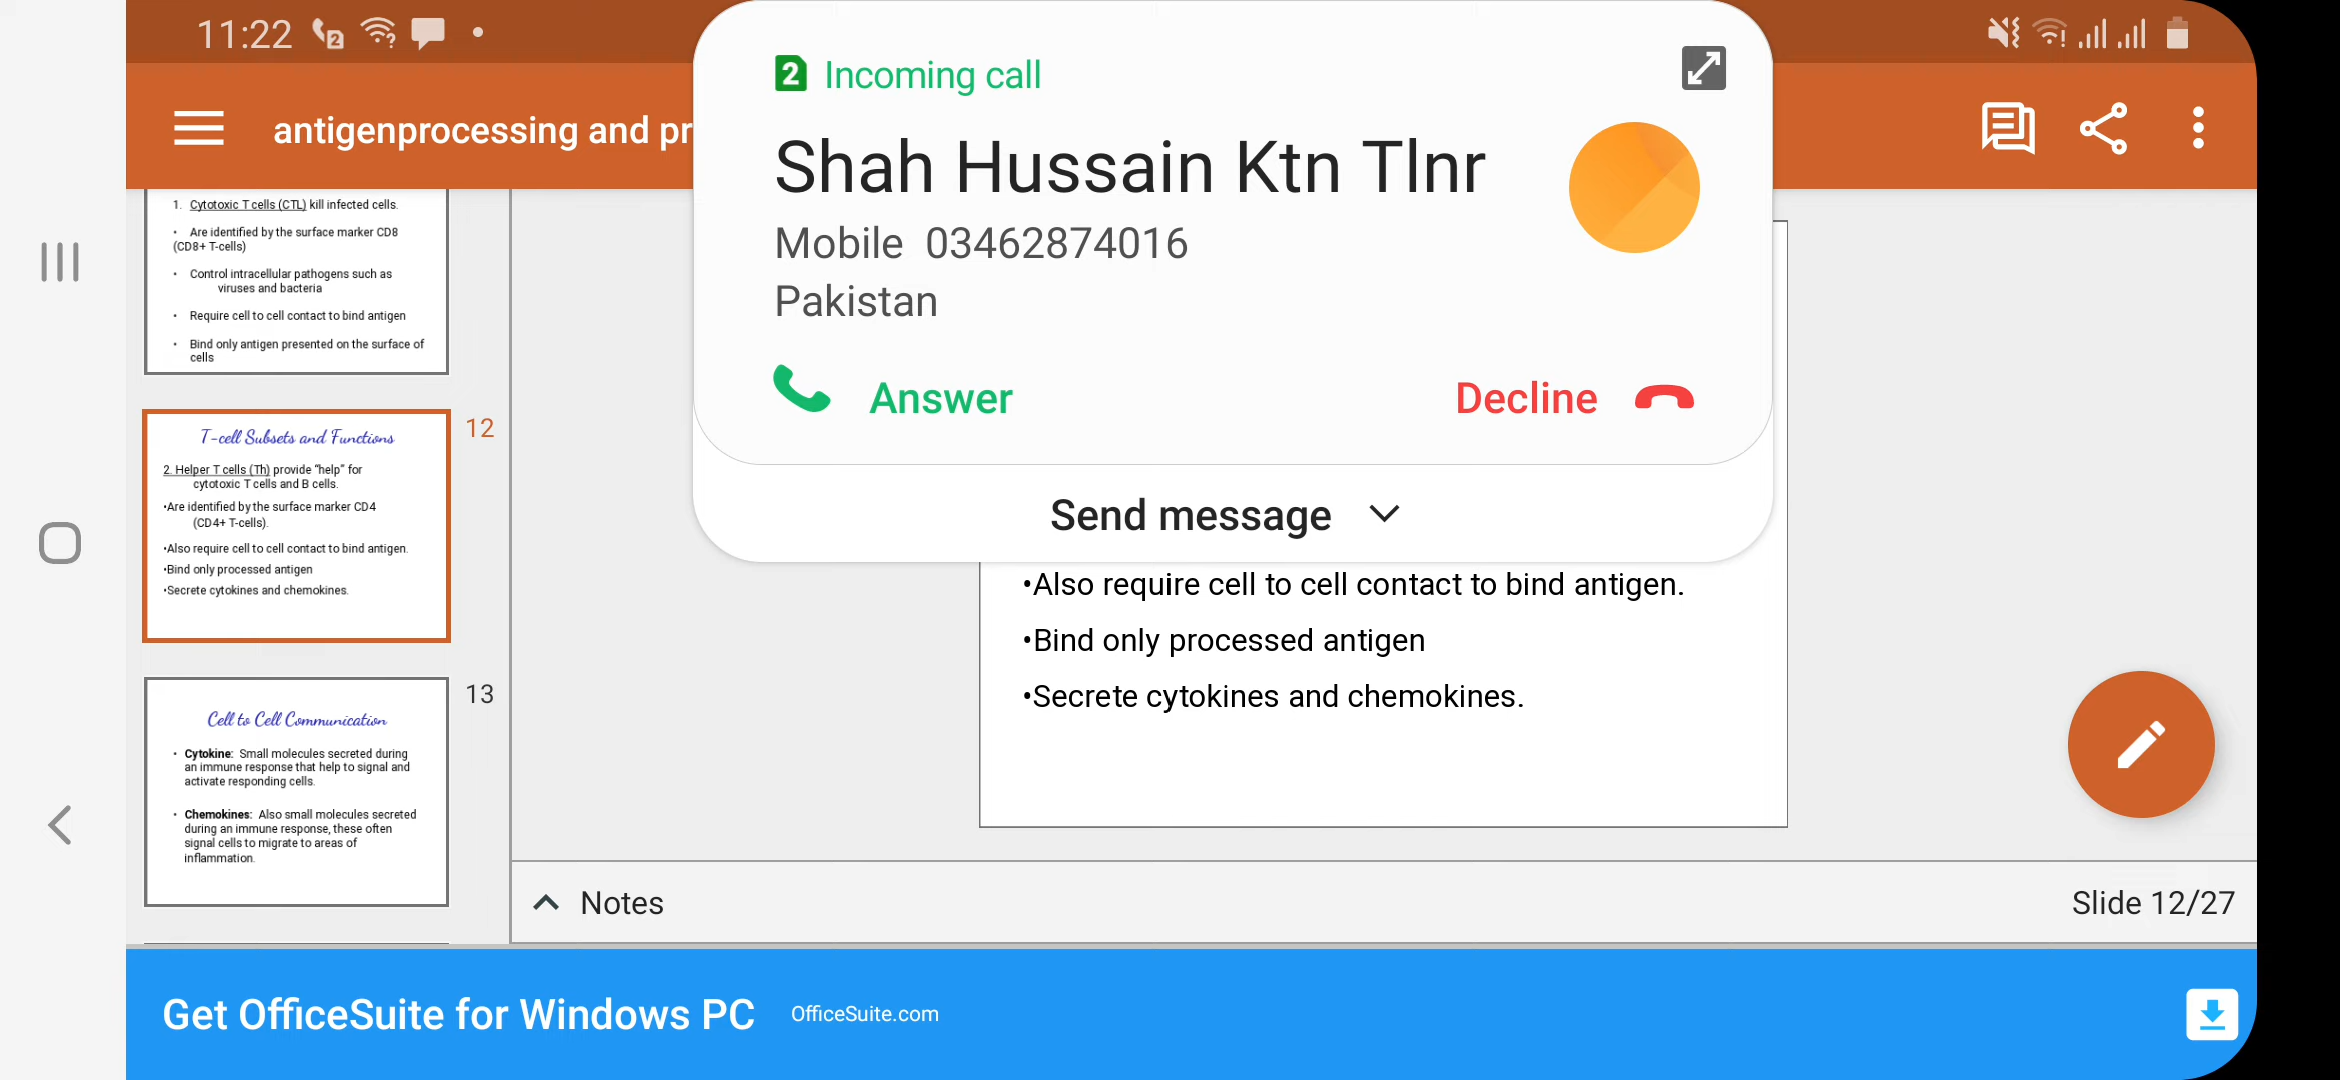 11:22
antigenprocessing and pr
2 Incoming call
Shah Hussain Ktn Tlnr
Mobile 03462874016
Pakistan
Answer
Decline
Send message
1. Cytotoxic T cells (CTL) kill infected cells.
• Are identified by the surface marker CD8
(CD8+ T-cells)
• Control intracellular pathogens such as
viruses and bacteria
• Require cell to cell contact to bind antigen
• Bind only antigen presented on the surface of
cells
12
T-cell Subsets and Functions
2. Helper T cells (Th) provide “help” for
cytotoxic T cells and B cells.
•Are identified by the surface marker CD4
(CD4+ T-cells).
•Also require cell to cell contact to bind antigen.
•Bind only processed antigen
•Secrete cytokines and chemokines.
13
Cell to Cell Communication
• Cytokine: Small molecules secreted during
an immune response that help to signal and
activate responding cells.
• Chemokines: Also small molecules secreted
during an immune response, these often
signal cells to migrate to areas of
inflammation.
•Also require cell to cell contact to bind antigen.
•Bind only processed antigen
•Secrete cytokines and chemokines.
Notes
Slide 12/27
Get OfficeSuite for Windows PC
OfficeSuite.com